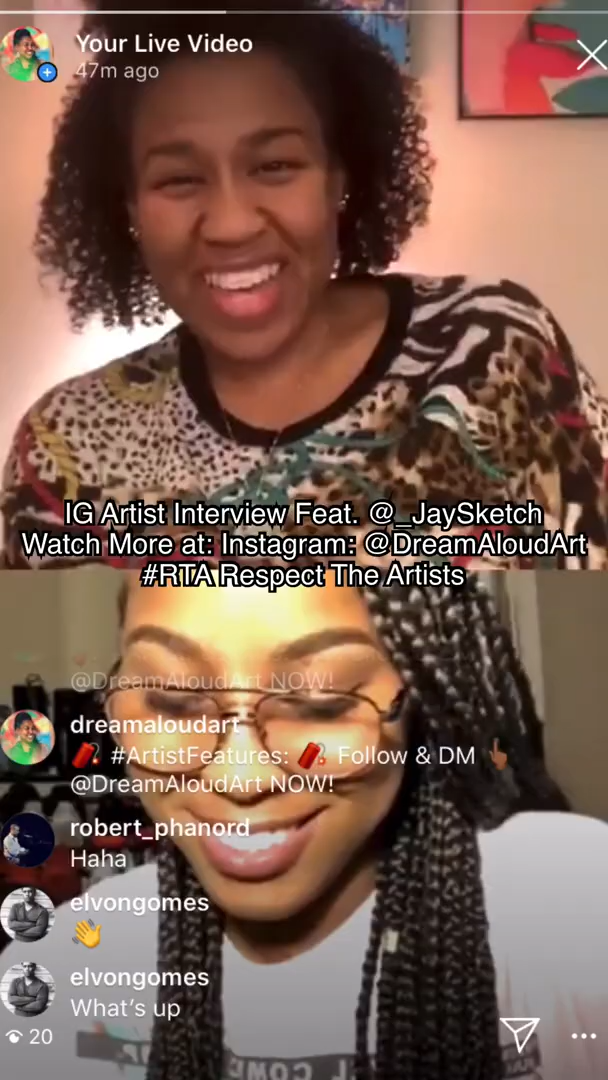 Your Live Video
47m ago
IG Artist Interview Feat. @_JaySketch
Watch More at: Instagram: @DreamAloudArt
#RTA Respect The Artists
@DreamAloudArt NOW!
dreamaloudart
🧨 #ArtistFeatures: 🧨 Follow & DM 👆🏾
@DreamAloudArt NOW!
robert_phanord
Haha
elvongomes
👋
elvongomes
What's up
20